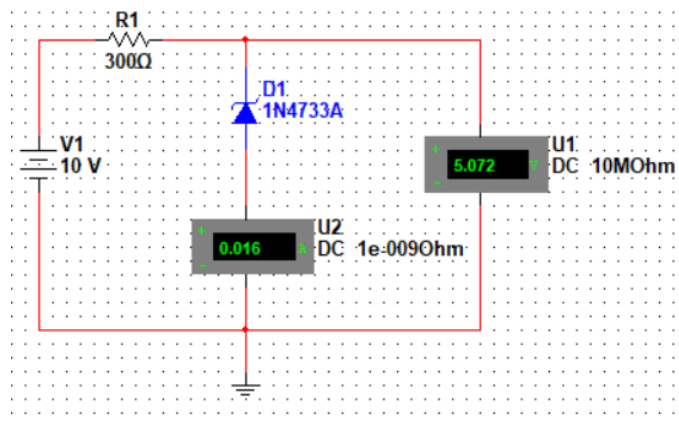 R1
300Ω
D1
1N4733A
V1
10 V
+
5.072 V
-
U1
DC 10MOhm
+
0.016 A
-
U2
DC 1e-009Ohm